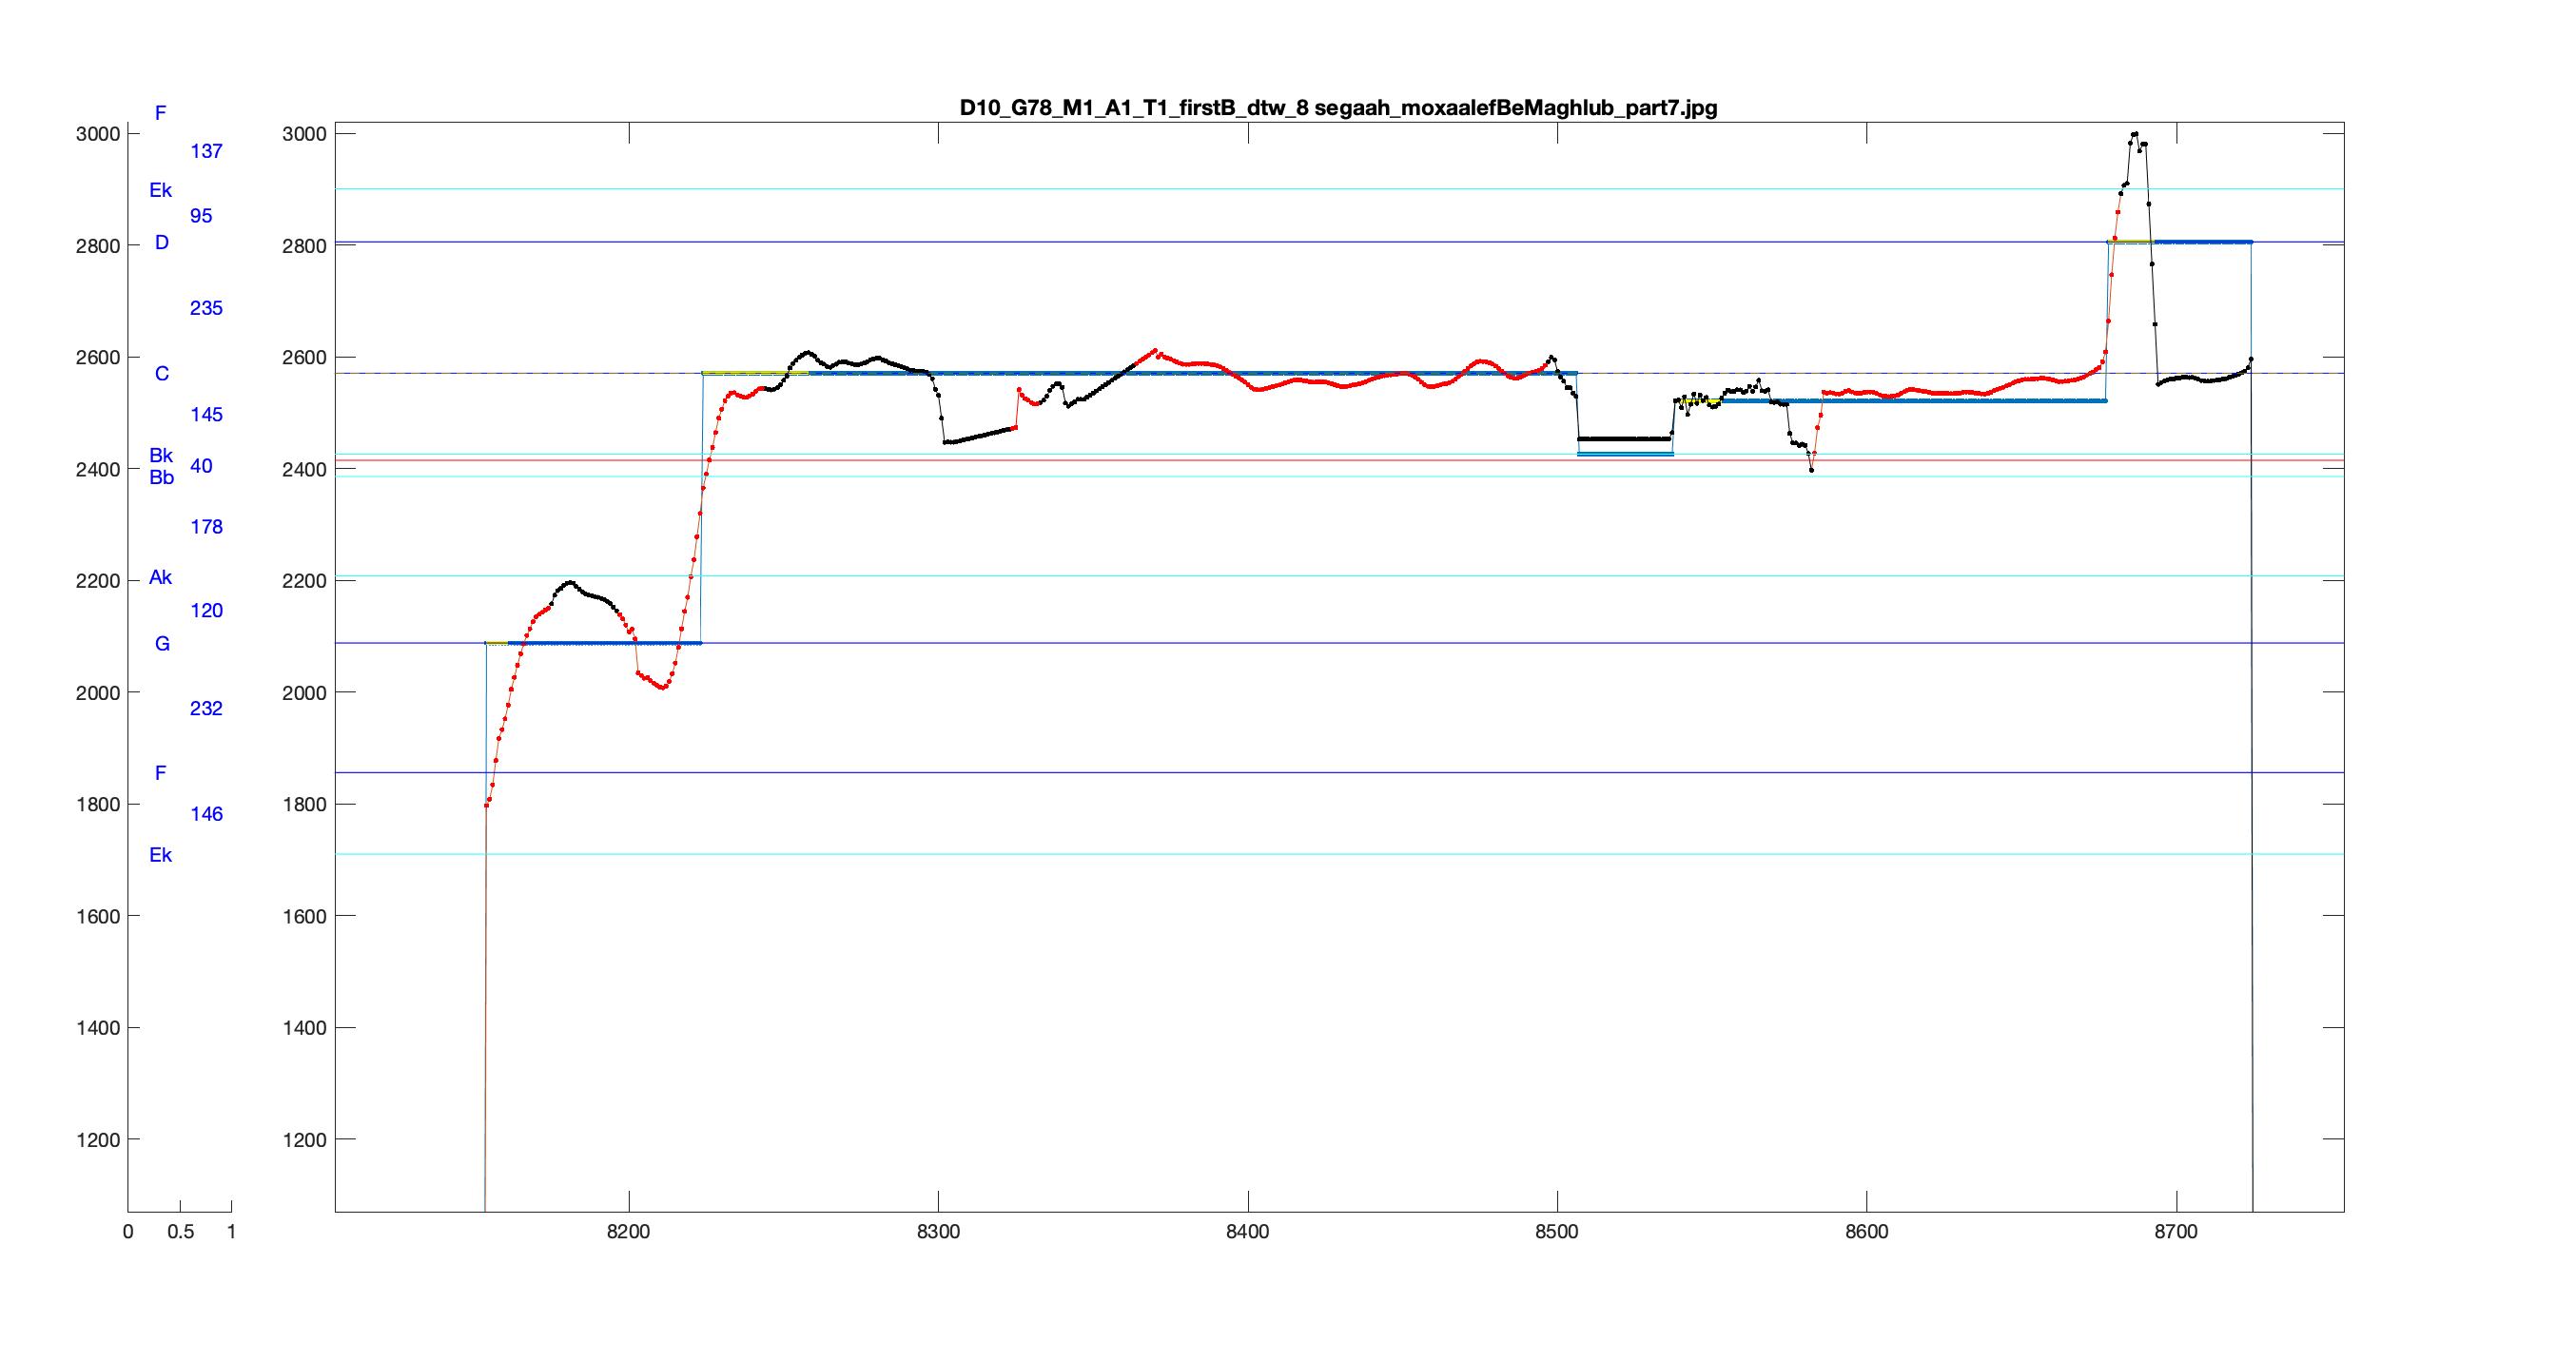 D10_G78_M1_A1_T1_firstB_dtw_8 segaah_moxaalefBeMaghlub_part7.jpg
F
3000 3000
137
Ek
95
2800 D 2800
235
2600 2600
C
145
Bk
2400 40 2400
Bb
178
2200 Ak 2200
120
G
2000 2000
232
F
1800 146 1800
Ek
1600 1600
1400 1400
1200 1200
0 0.5 1 8200 8300 8400 8500 8600 8700